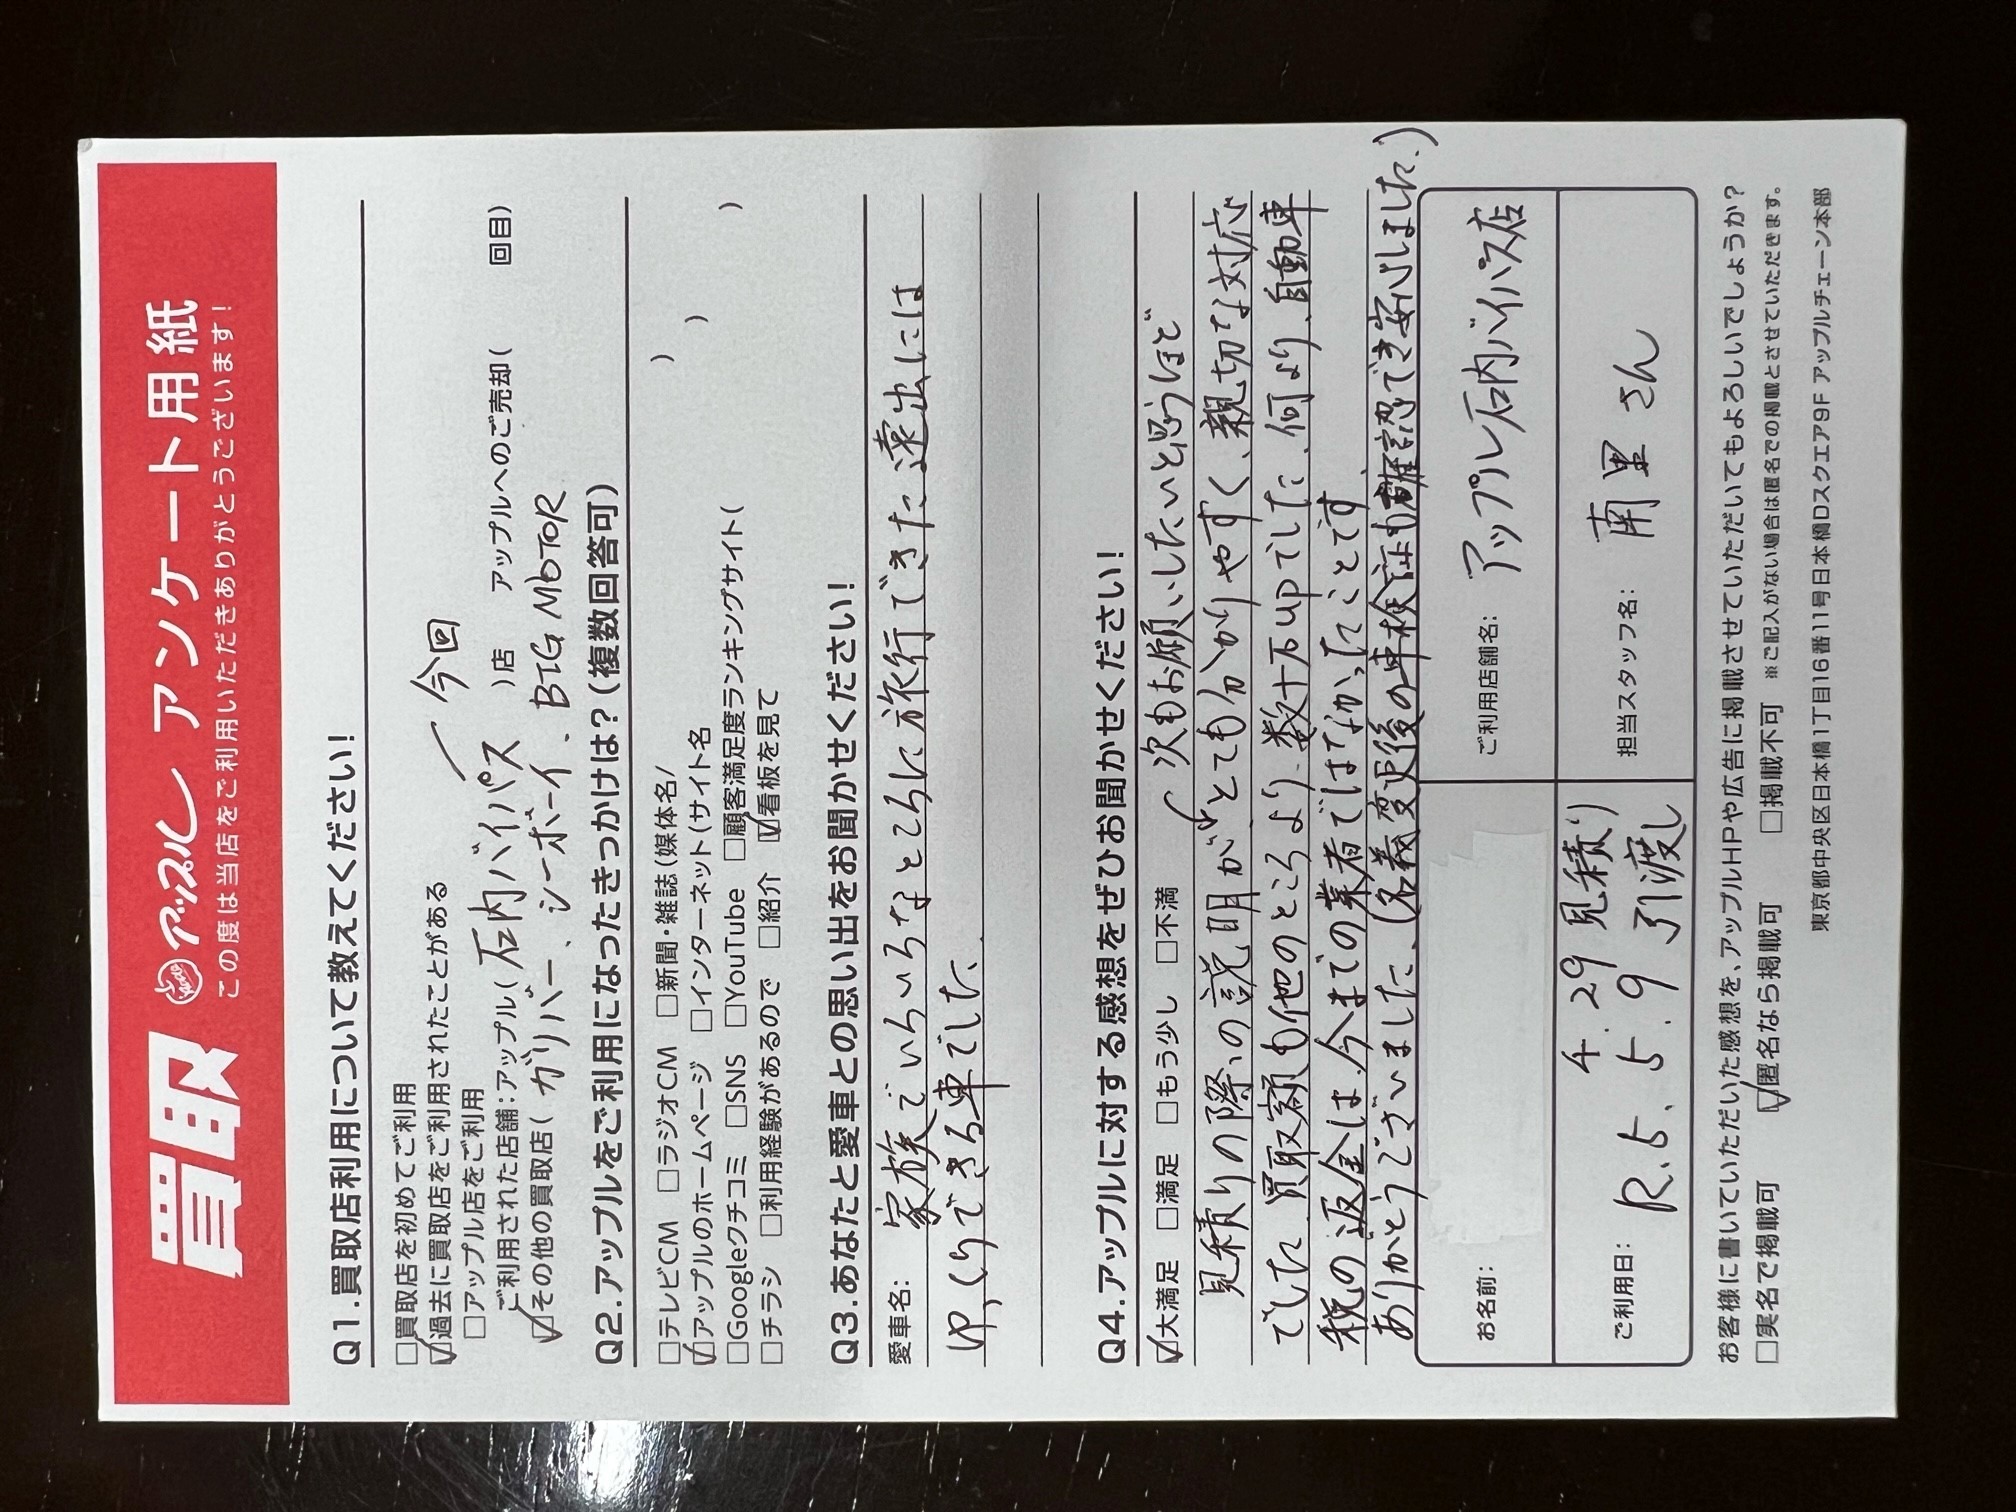 買取 アップル アンケート用紙
この度は当店をご利用いただきありがとうございます!
Q1.買取店利用について教えてください!
□買取店を初めてご利用
☑過去に買取店をご利用されたことがある
□アップル店をご利用
今回
ご利用された店舗:アップル(石内バイパス)店 アップルへのご売却( 回目)
☑その他の買取店(ガリバー、シーボーイ、BIG MOTOR
Q2.アップルをご利用になったきっかけは?(複数回答可)
□テレビCM □ラジオCM □新聞・雑誌(媒体名/ )
☑アップルのホームページ □インターネット(サイト名 )
□Googleクチコミ □SNS □YouTube □顧客満足度ランキングサイト( )
□チラシ □利用経験があるので □紹介 ☑看板を見て
Q3.あなたと愛車との思い出をお聞かせください!
愛車名: 家族でいろいろなところに旅行できた遠出には
ゆっくりできる車でした
Q4.アップルに対する感想をぜひお聞かせください!
☑大満足 □満足 □もう少し □不満 次もお願いしたいと思うほど
見積りの際の説明がとても分かりやすく、親切な対応
でした 買取額も他のところより、数十万upでした 何より、自動車
税の返金は、今までの業者ではなかったことです
ありがとうございました、(名義変更後の車検証も確認でき安心しました。)
お名前:
ご利用店舗名: アップル石内バイパス店
ご利用日: 4.29 見積り
R.5.5.9 引渡し
担当スタッフ名: 南里さん
お客様に書いていただいた感想を、アップルHPや広告に掲載させていただいてもよろしいでしょうか?
□実名で掲載可 ☑匿名なら掲載可 □掲載不可 ※ご記入がない場合は匿名での掲載とさせていただきます。
東京都中央区日本橋1丁目16番11号日本橋Dスクエア9F アップルチェーン本部